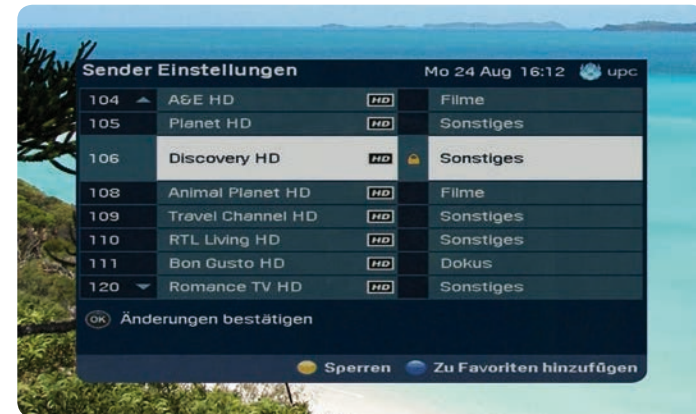 Sender Einstellungen Mo 24 Aug 16:12 upc
104 A&E HD HD Filme
105 Planet HD HD Sonstiges
106 Discovery HD HD Sonstiges
108 Animal Planet HD HD Filme
109 Travel Channel HD HD Sonstiges
110 RTL Living HD HD Sonstiges
111 Bon Gusto HD HD Dokus
120 Romance TV HD HD Sonstiges
OK Änderungen bestätigen
Sperren Zu Favoriten hinzufügen